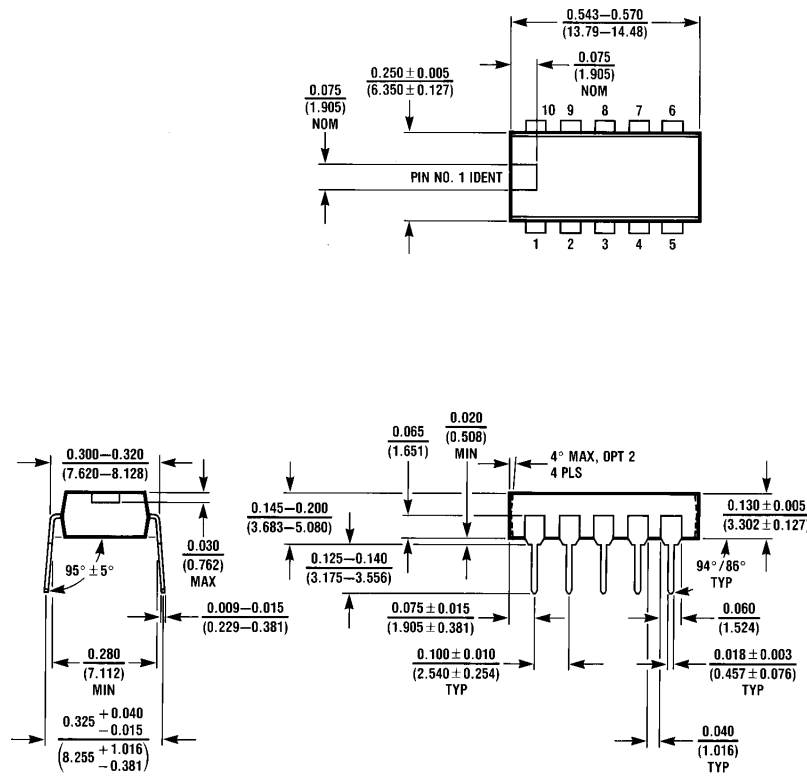 0.543–0.570
(13.79–14.48)
0.250 ± 0.005
(6.350 ± 0.127)
0.075
(1.905)
NOM
0.075
(1.905)
NOM
10 9 8 7 6
PIN NO. 1 IDENT
1 2 3 4 5
0.300–0.320
(7.620–8.128)
0.065
(1.651)
0.020
(0.508)
MIN
4° MAX, OPT 2
4 PLS
0.145–0.200
(3.683–5.080)
0.130 ± 0.005
(3.302 ± 0.127)
0.030
(0.762)
MAX
0.125–0.140
(3.175–3.556)
95° ± 5°
94°/86°
TYP
0.009–0.015
(0.229–0.381)
0.075 ± 0.015
(1.905 ± 0.381)
0.060
(1.524)
0.280
(7.112)
MIN
0.100 ± 0.010
(2.540 ± 0.254)
TYP
0.018 ± 0.003
(0.457 ± 0.076)
TYP
0.325 +0.040 −0.015
(8.255 +1.016 −0.381)
0.040
(1.016)
TYP